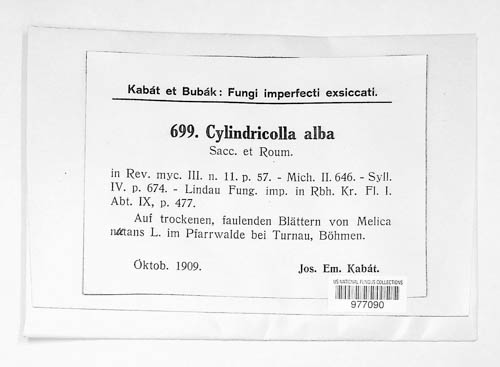 Kabát et Bubák: Fungi imperfecti exsiccati.
699. Cylindricolla alba
Sacc. et Roum.
in Rev. myc. III. n. 11. p. 57. - Mich. II. 646. - Syll.
IV. p. 674. - Lindau Fung. imp. in Rbh. Kr. Fl. I.
Abt. IX, p. 477.
Auf trockenen, faulenden Blättern von Melica
nutans L. im Pfarrwalde bei Turnau, Böhmen.
Oktob. 1909. Jos. Em. Kabát.
US NATIONAL FUNGUS COLLECTIONS
977090